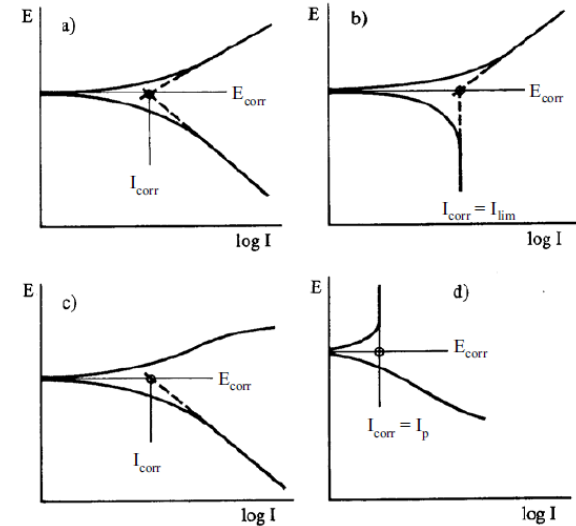 E
a)
E_corr
I_corr
log I
E
b)
E_corr
I_corr = I_lim
log I
E
c)
E_corr
I_corr
log I
E
d)
E_corr
I_corr = I_p
log I